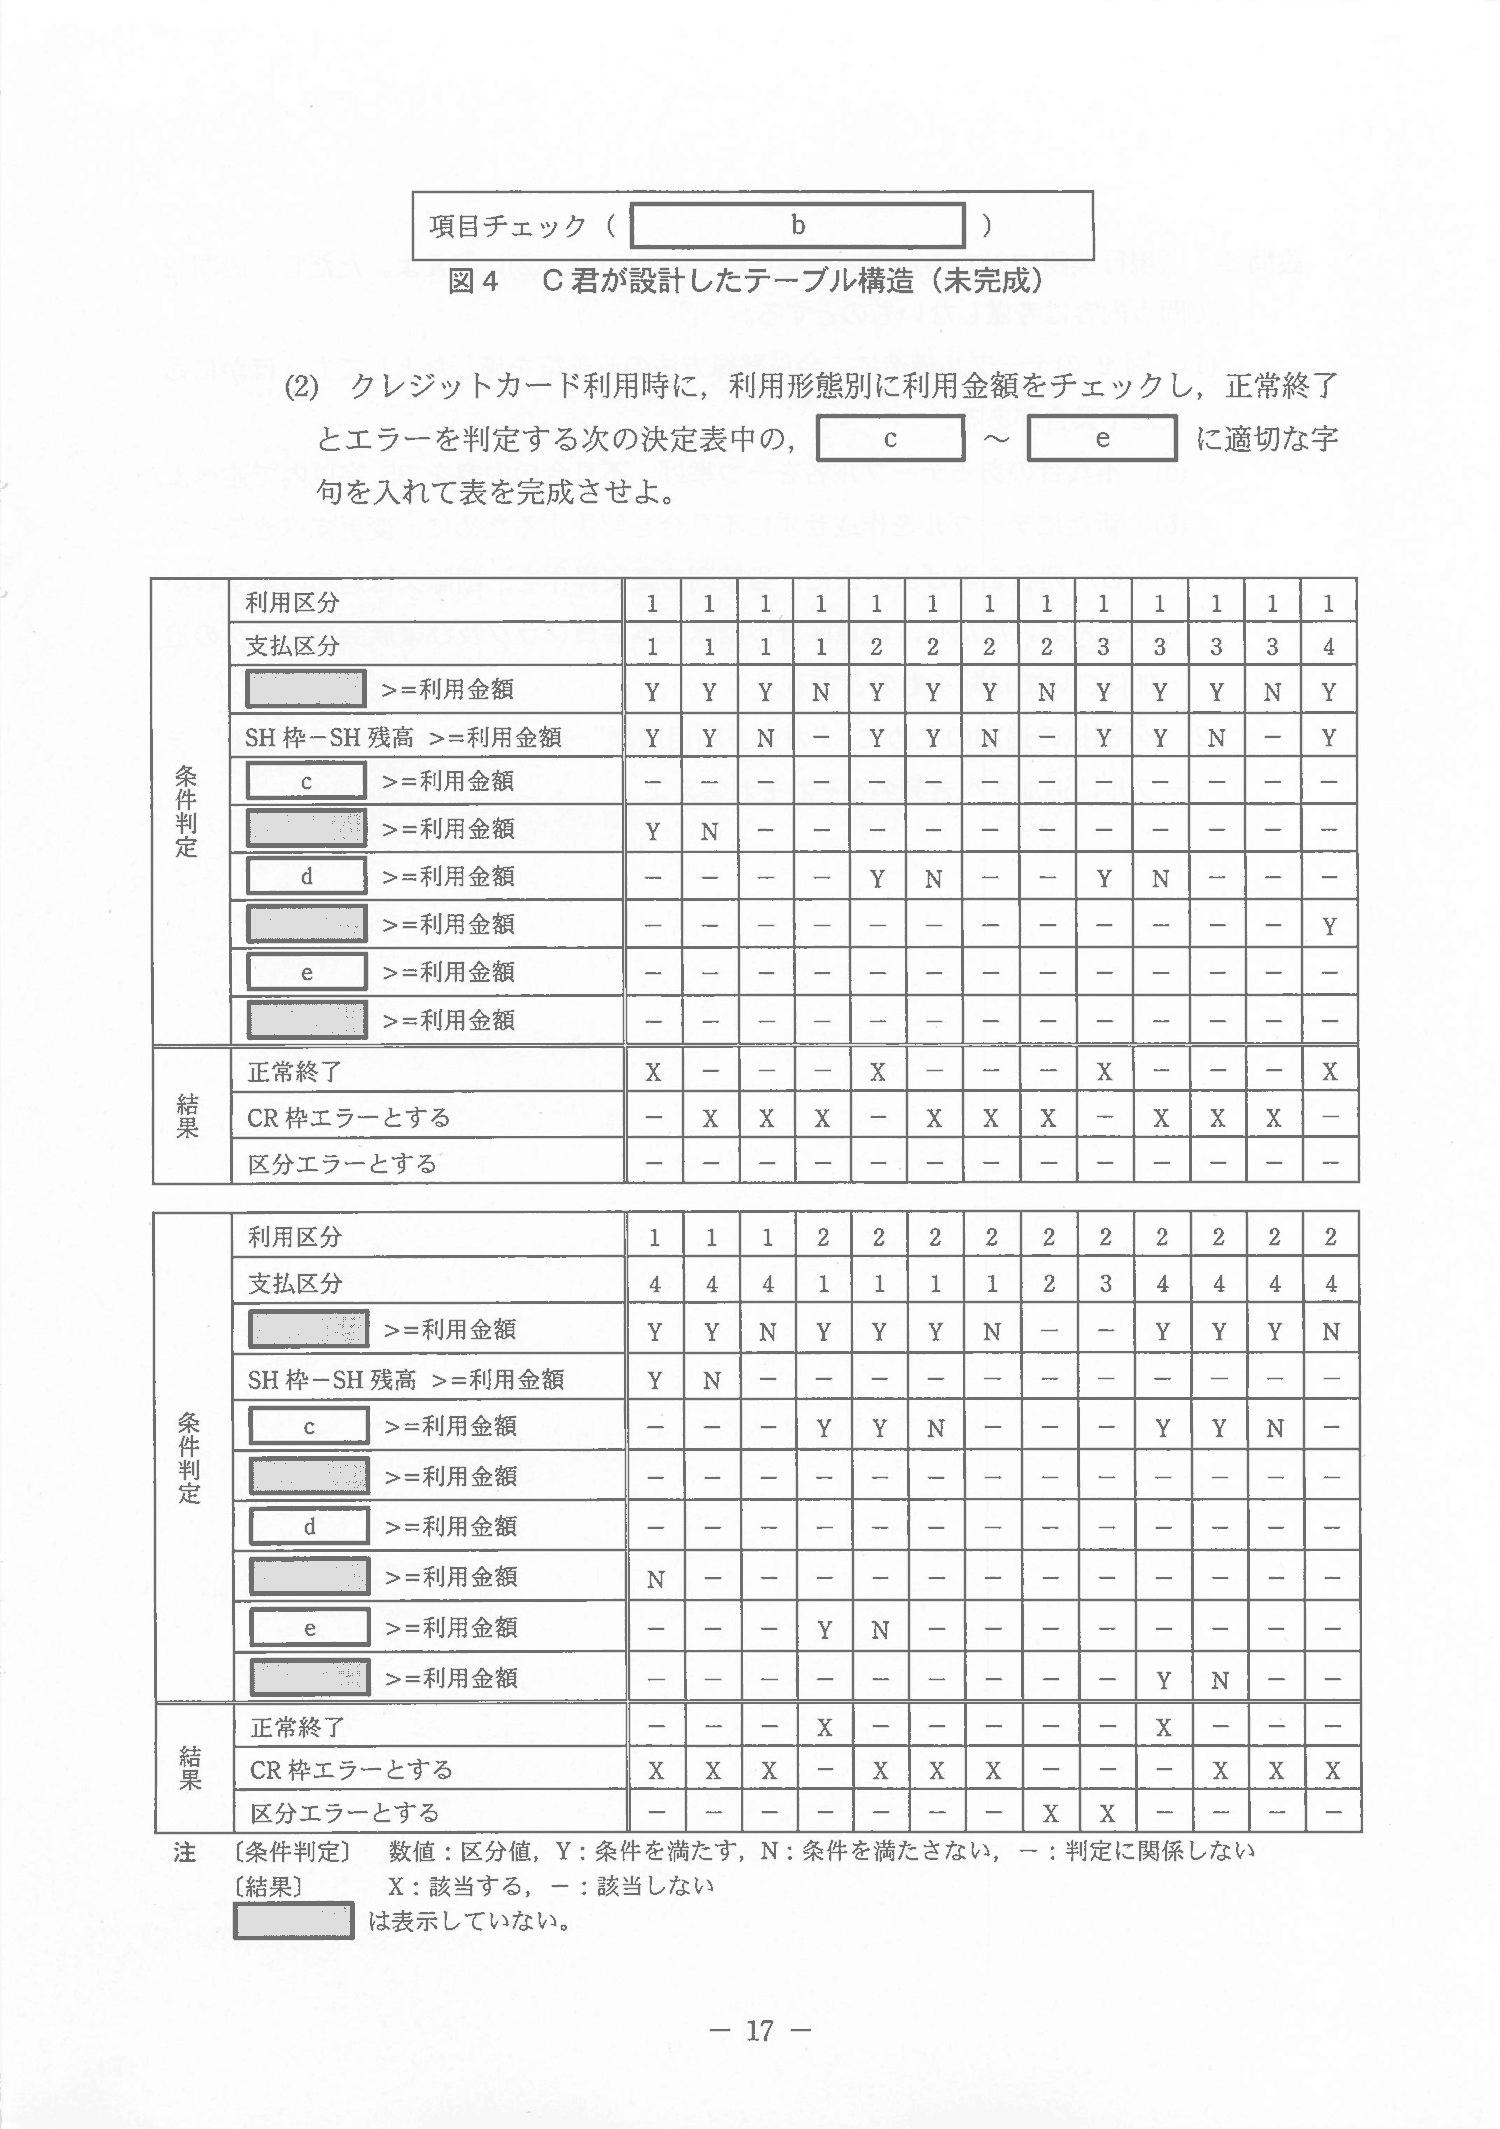 項目チェック（ b ）
図4 C君が設計したテーブル構造（未完成）
(2) クレジットカード利用時に，利用形態別に利用金額をチェックし，正常終了
とエラーを判定する次の決定表中の， c ～ e に適切な字
句を入れて表を完成させよ。
条件判定
利用区分 1 1 1 1 1 1 1 1 1 1 1 1 1
支払区分 1 1 1 1 2 2 2 2 3 3 3 3 4
>=利用金額 Y Y Y N Y Y Y N Y Y Y N Y
SH枠－SH残高 >=利用金額 Y Y N － Y Y N － Y Y N － Y
c >=利用金額 － － － － － － － － － － － － －
>=利用金額 Y N － － － － － － － － － － －
d >=利用金額 － － － － Y N － － Y N － － －
>=利用金額 － － － － － － － － － － － － Y
e >=利用金額 － － － － － － － － － － － － －
>=利用金額 － － － － － － － － － － － － －
結果
正常終了 X － － － X － － － X － － － X
CR枠エラーとする － X X X － X X X － X X X －
区分エラーとする － － － － － － － － － － － － －
条件判定
利用区分 1 1 1 2 2 2 2 2 2 2 2 2 2
支払区分 4 4 4 1 1 1 1 2 3 4 4 4 4
>=利用金額 Y Y N Y Y Y N － － Y Y Y N
SH枠－SH残高 >=利用金額 Y N － － － － － － － － － － －
c >=利用金額 － － － Y Y N － － － Y Y N －
>=利用金額 － － － － － － － － － － － － －
d >=利用金額 － － － － － － － － － － － － －
>=利用金額 N － － － － － － － － － － － －
e >=利用金額 － － － Y N － － － － － － － －
>=利用金額 － － － － － － － － － Y N － －
結果
正常終了 － － － X － － － － － X － － －
CR枠エラーとする X X X － X X X － － － X X X
区分エラーとする － － － － － － － X X － － － －
注 〔条件判定〕 数値：区分値，Y：条件を満たす，N：条件を満たさない，－：判定に関係しない
〔結果〕 X：該当する，－：該当しない
は表示していない。
－ 17 －